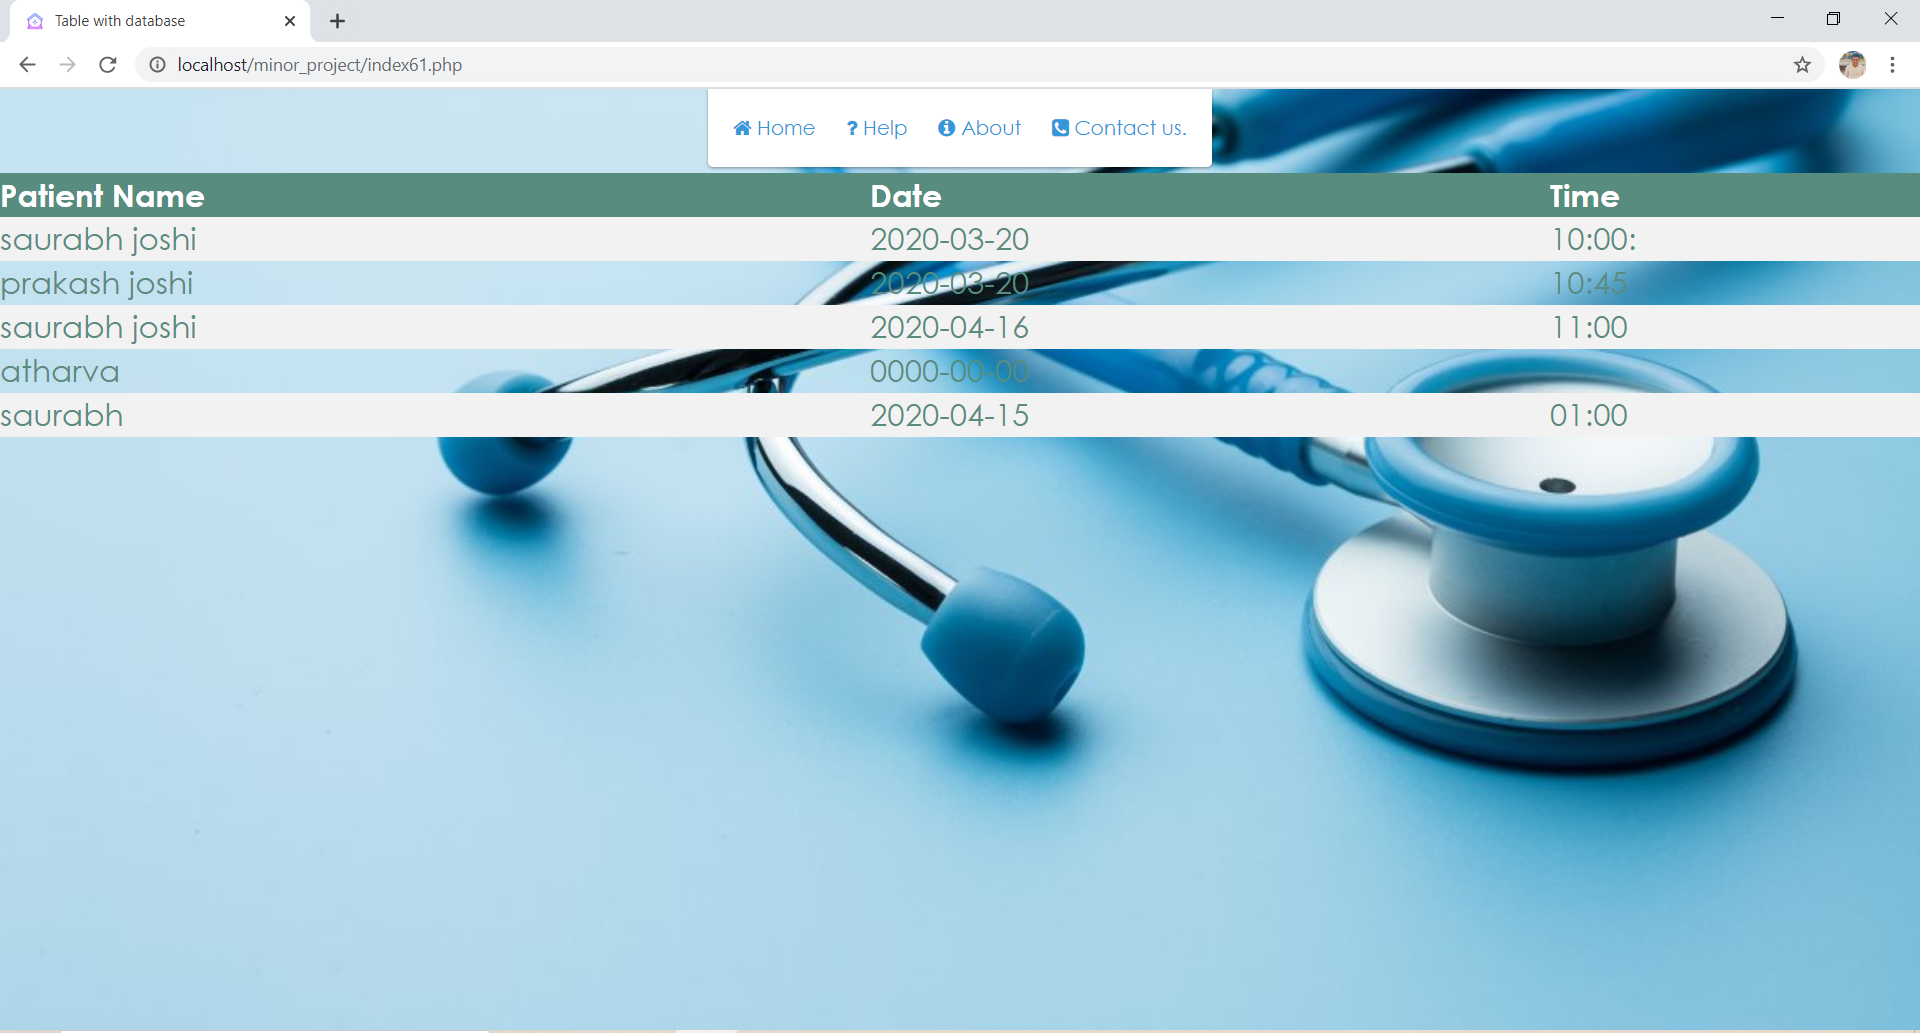 Table with database
localhost/minor_project/index61.php
Home ? Help About Contact us.
Patient Name Date Time
saurabh joshi 2020-03-20 10:00:
prakash joshi 2020-03-20 10:45
saurabh joshi 2020-04-16 11:00
atharva 0000-00-00
saurabh 2020-04-15 01:00